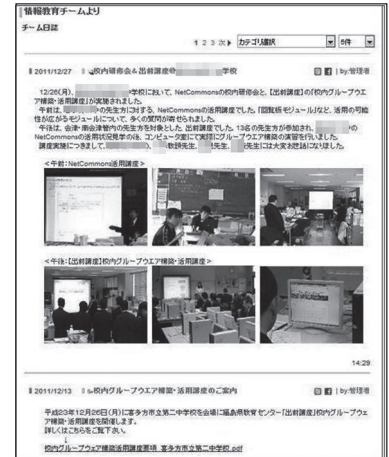 情報教育チームより
チーム日誌
1 2 3 次 カテゴリ選択 5件
2011/12/27 校内研修会&出前講座@ 学校 by:管理者
12/26(月)、 学校において、NetCommonsの校内研修会と、【出前講座】の「校内グループウエ
ア構築・活用講座」が実施されました。
午前は、 の先生方に対する、NetCommonsの活用講座でした。「回覧板モジュール」など、活用の可能
性が広がるモジュールについて、多くの質問が寄せられました。
午後は、会津・南会津管内の先生方を対象とした、出前講座でした。13名の先生方が参加され、 の
NetCommonsの活用状況見学の後、コンピュータ室にて実際にグループウエア構築の演習を行いました。
講座実施につきまして、 、 教頭先生、 先生、 先生には大変お世話になりました。
<午前:NetCommons活用講座>
<午後:【出前講座】校内グループウエア構築・活用講座>
14:29
2011/12/13 校内グループウエア構築・活用講座のご案内 by:管理者
平成23年12月26日(月)に喜多方市立第二中学校を会場に福島県教育センター「出前講座」校内グループウェ
ア構築・活用講座を開催します。
詳しくはこちらをご覧下さい。
↓
校内グループウェア構築活用講座要項_喜多方市立第二中学校.pdf